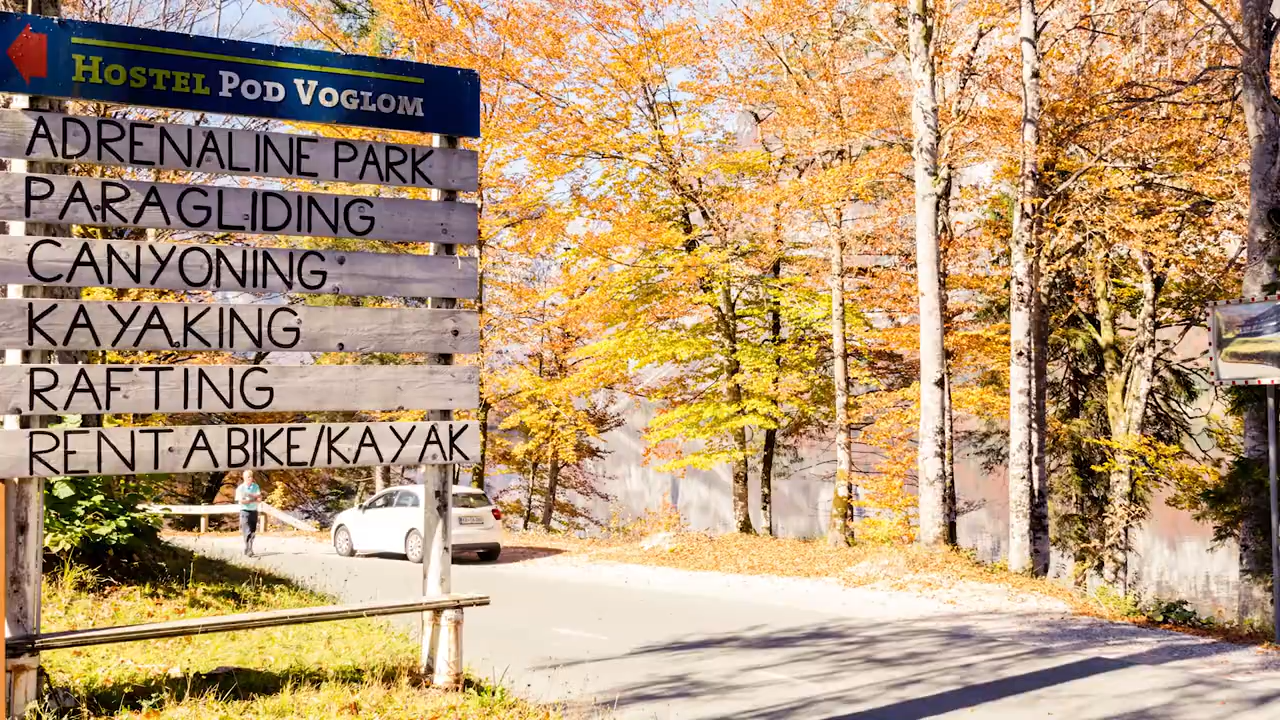 HOSTEL POD VOGLOM
ADRENALINE PARK
PARAGLIDING
CANYONING
KAYAKING
RAFTING
RENT A BIKE/KAYAK